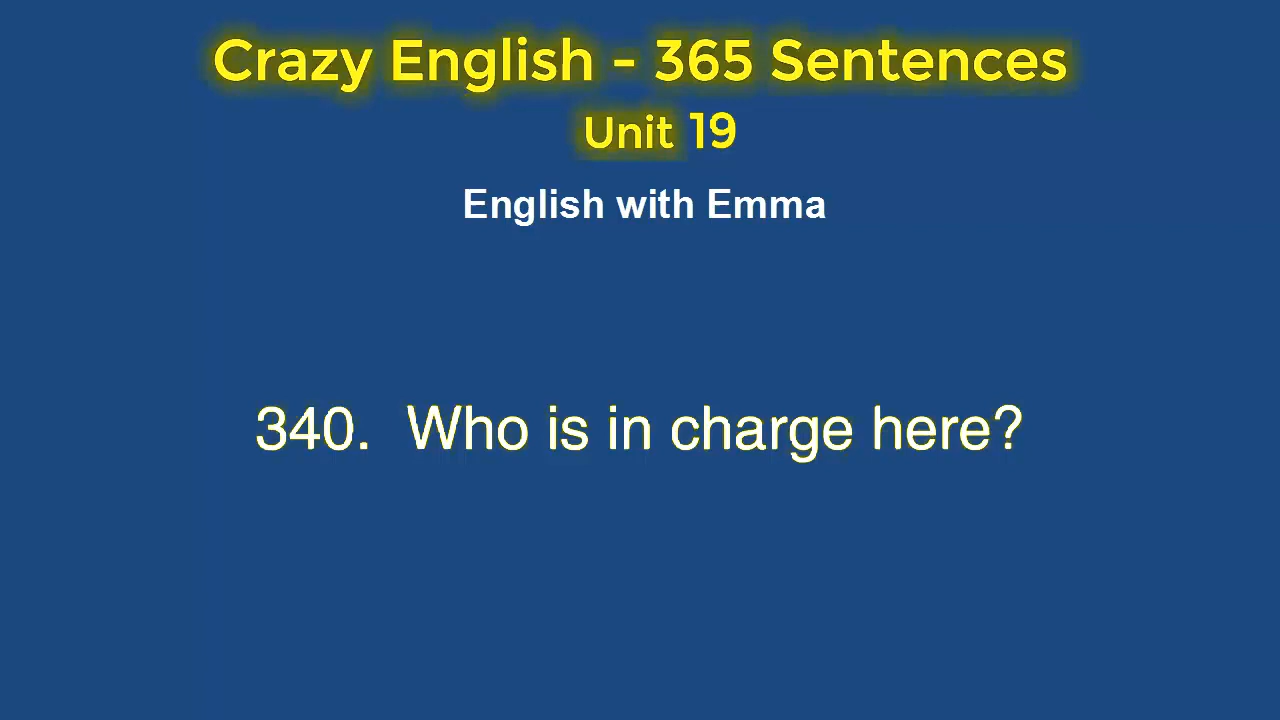 Crazy English - 365 Sentences
Unit 19
English with Emma
340. Who is in charge here?